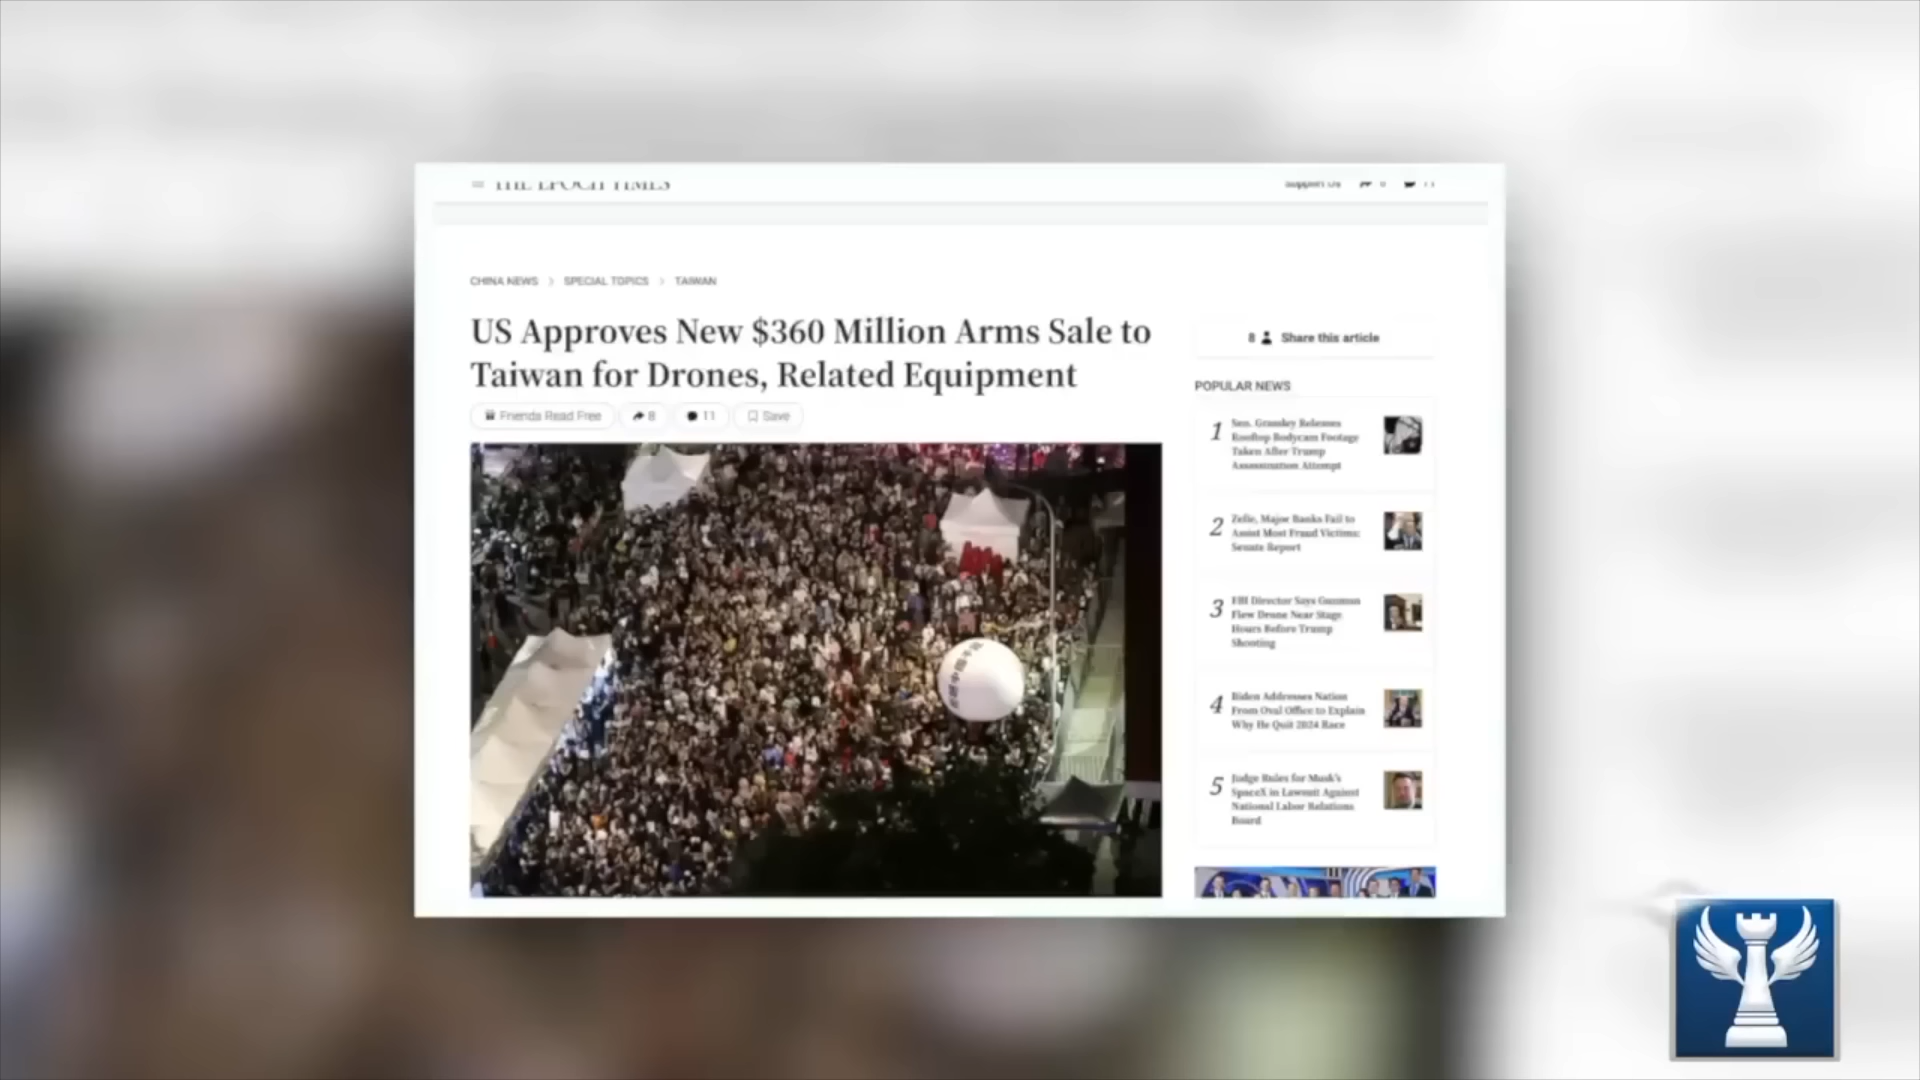 THE EPOCH TIMES
Support Us
CHINA NEWS > SPECIAL TOPICS > TAIWAN
US Approves New $360 Million Arms Sale to
Taiwan for Drones, Related Equipment
Friends Read Free 8 11 Save
8 Share this article
POPULAR NEWS
1 Sen. Grassley Releases
Rooftop Bodycam Footage
Taken After Trump
Assassination Attempt
2 Zelle, Major Banks Fail to
Assist Most Fraud Victims:
Senate Report
3 FBI Director Says Gunman
Flew Drone Near Stage
Hours Before Trump
Shooting
4 Biden Addresses Nation
From Oval Office to Explain
Why He Quit 2024 Race
5 Judge Rules for Musk's
SpaceX in Lawsuit Against
National Labor Relations
Board